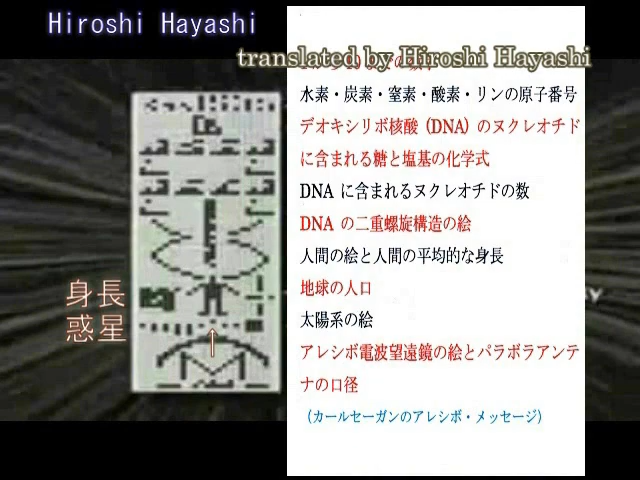 Hiroshi Hayashi
translated by Hiroshi Hayashi
水素・炭素・窒素・酸素・リンの原子番号
デオキシリボ核酸 (DNA) のヌクレオチド
に含まれる糖と塩基の化学式
DNA に含まれるヌクレオチドの数
DNA の二重螺旋構造の絵
人間の絵と人間の平均的な身長
地球の人口
太陽系の絵
アレシボ電波望遠鏡の絵とパラボラアンテ
ナの口径
(カールセーガンのアレシボ・メッセージ)
身長
惑星
↑